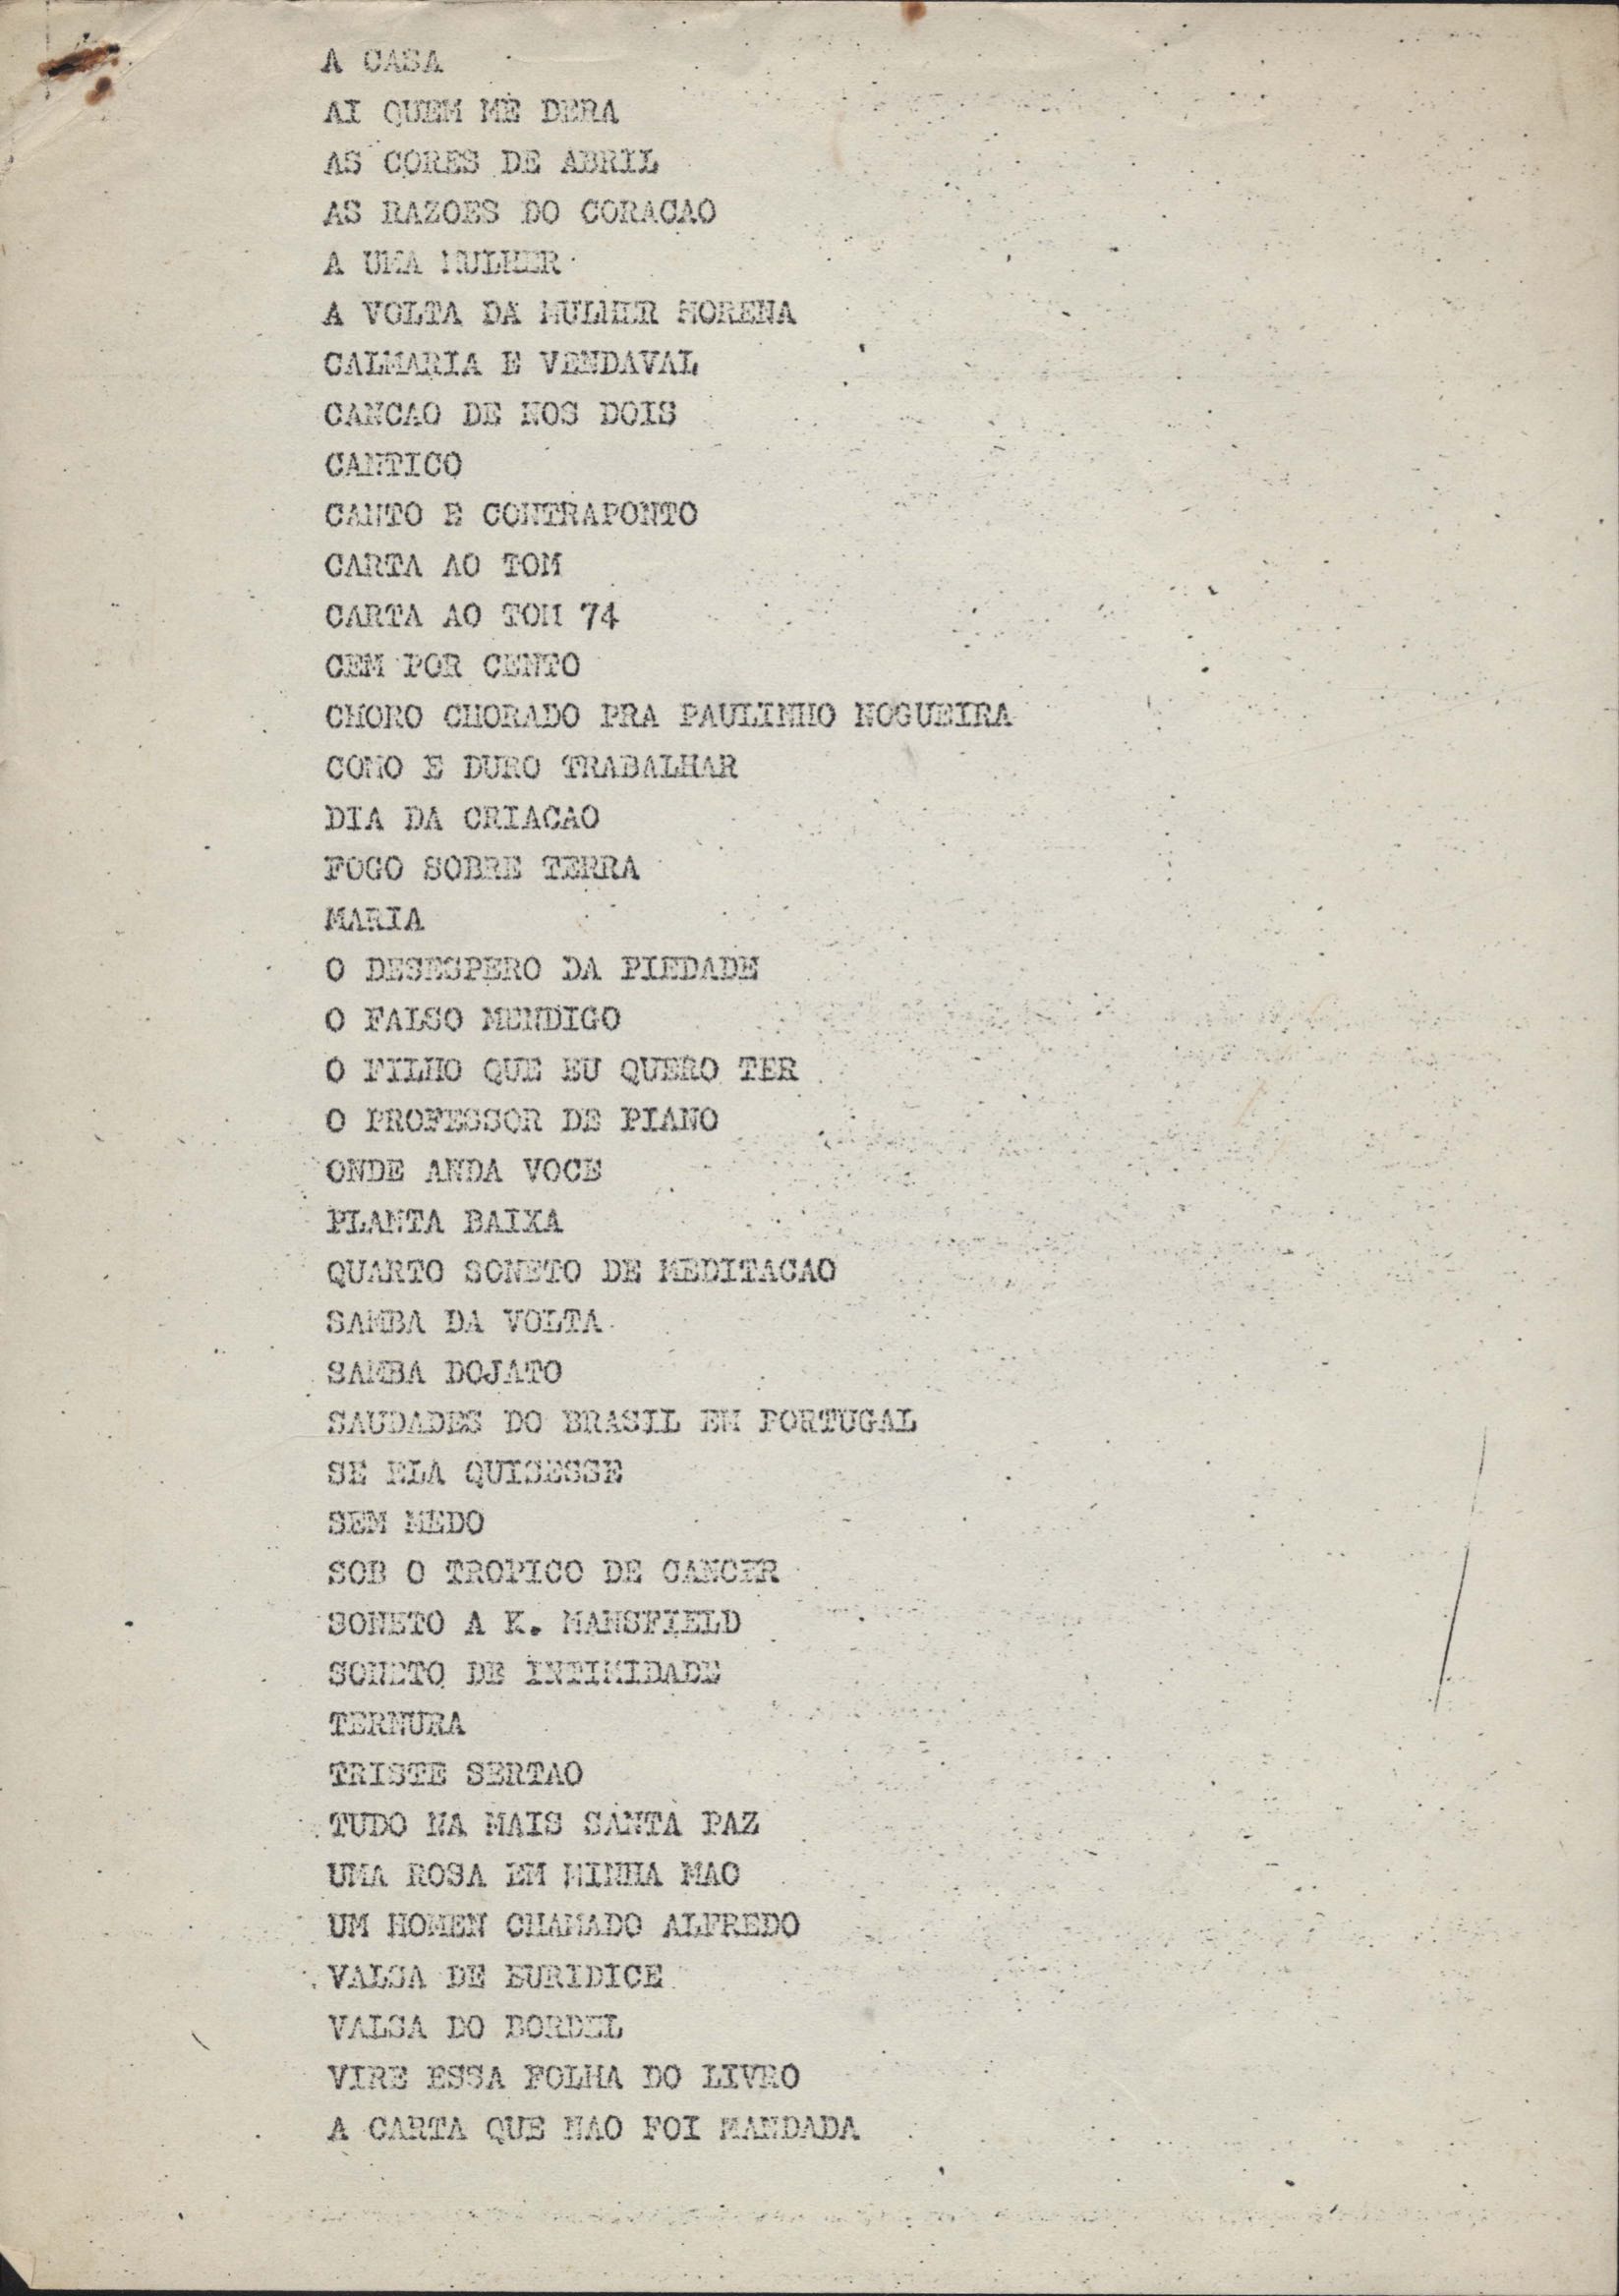 A CASA
AI QUEM ME DERA
AS CORES DE ABRIL
AS RAZOES DO CORACAO
A UMA MULHER
A VOLTA DA MULHER MORENA
CALMARIA E VENDAVAL
CANCAO DE NOS DOIS
CANTICO
CANTO E CONTRAPONTO
CARTA AO TOM
CARTA AO TOM 74
CEM POR CENTO
CHORO CHORADO PRA PAULINHO NOGUEIRA
COMO E DURO TRABALHAR
DIA DA CRIACAO
FOGO SOBRE TERRA
MARIA
O DESESPERO DA PIEDADE
O FALSO MENDIGO
O FILHO QUE EU QUERO TER
O PROFESSOR DE PIANO
ONDE ANDA VOCE
PLANTA BAIXA
QUARTO SONETO DE MEDITACAO
SAMBA DA VOLTA
SAMBA DOJATO
SAUDADES DO BRASIL EM PORTUGAL
SE ELA QUISESSE
SEM MEDO
SOB O TROPICO DE CANCER
SONETO A K. MANSFIELD
SONETO DE INTIMIDADE
TERNURA
TRISTE SERTAO
TUDO NA MAIS SANTA PAZ
UMA ROSA EM MINHA MAO
UM HOMEN CHAMADO ALFREDO
VALSA DE EURIDICE
VALSA DO BORDEL
VIRE ESSA FOLHA DO LIVRO
A CARTA QUE NAO FOI MANDADA